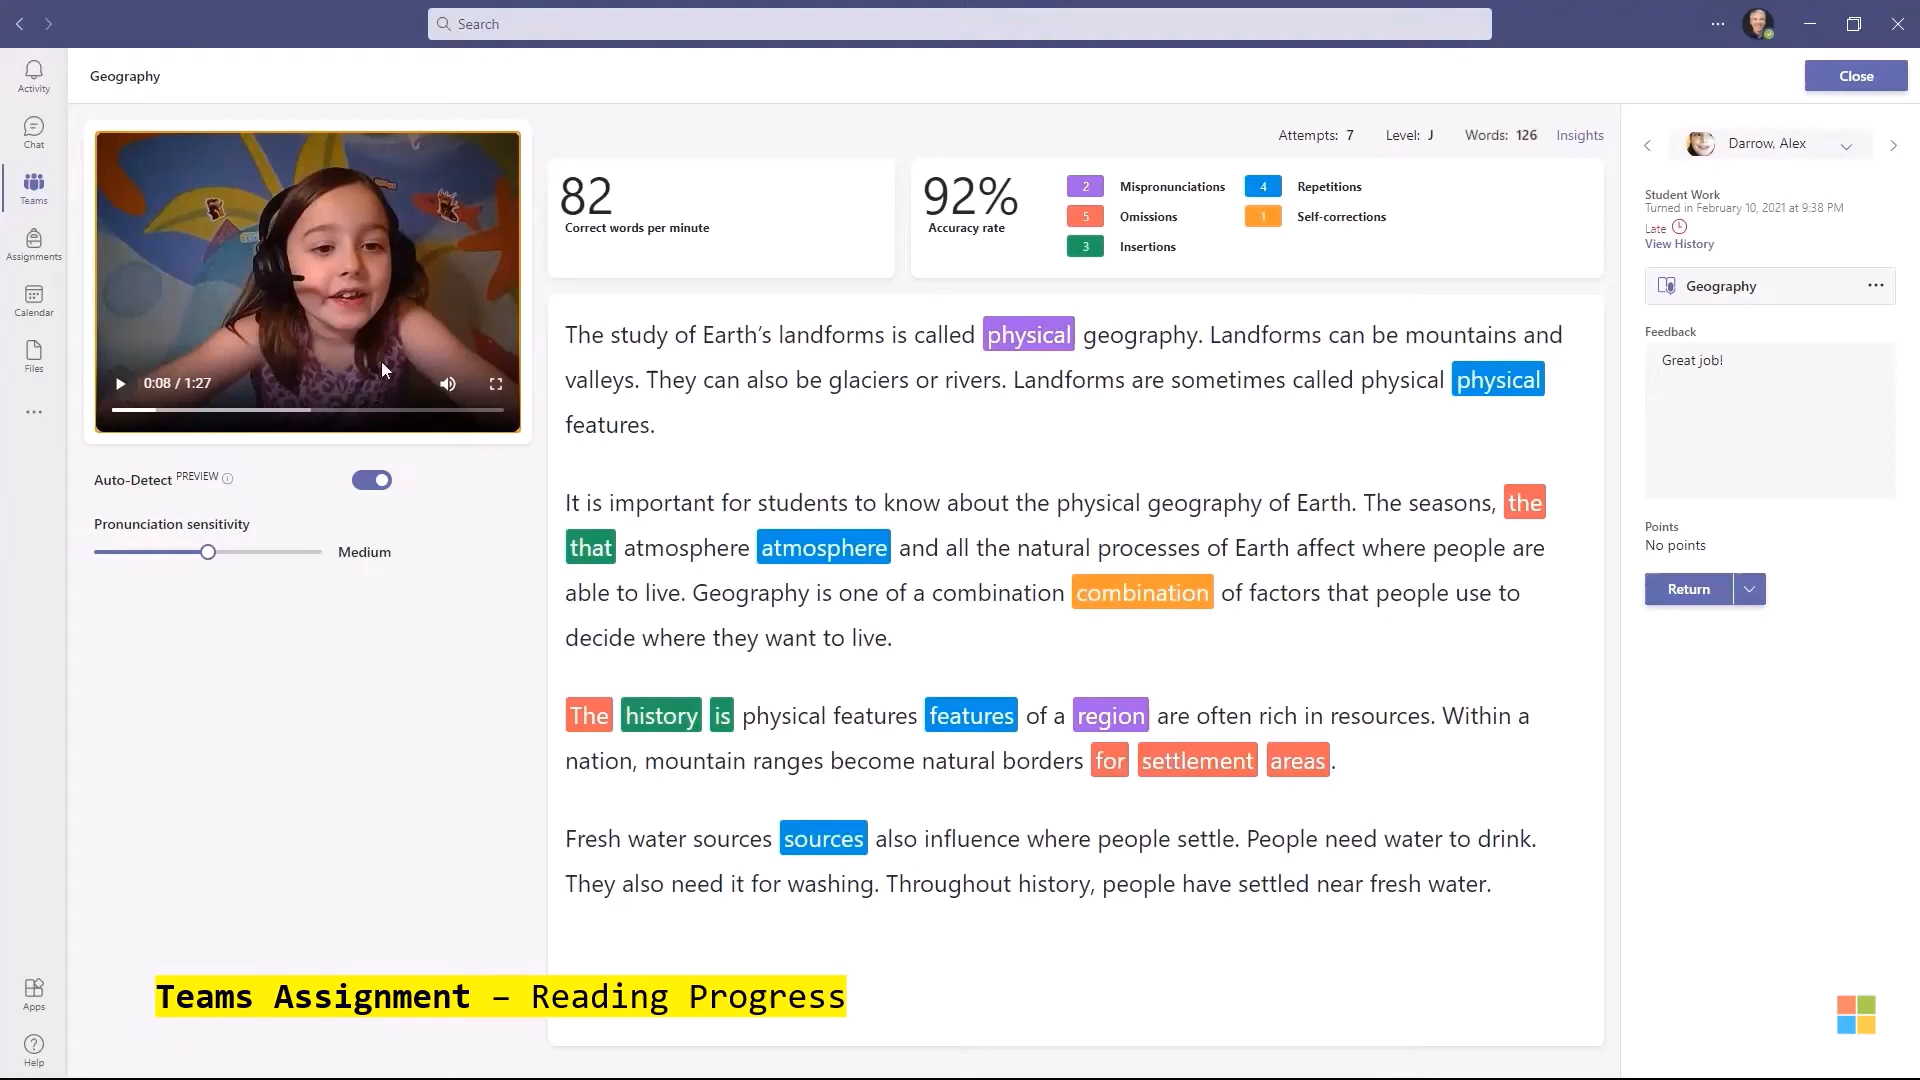 Search
Activity
Chat
Teams
Assignments
Calendar
Files
Apps
Help
Geography
Close
0:08 / 1:27
Auto-Detect PREVIEW
Pronunciation sensitivity
Medium
Attempts: 7 Level: J Words: 126 Insights
82
Correct words per minute
92%
Accuracy rate
2 Mispronunciations 4 Repetitions
5 Omissions 1 Self-corrections
3 Insertions
The study of Earth’s landforms is called physical geography. Landforms can be mountains and
valleys. They can also be glaciers or rivers. Landforms are sometimes called physical physical
features.
It is important for students to know about the physical geography of Earth. The seasons, the
that atmosphere atmosphere and all the natural processes of Earth affect where people are
able to live. Geography is one of a combination combination of factors that people use to
decide where they want to live.
The history is physical features features of a region are often rich in resources. Within a
nation, mountain ranges become natural borders for settlement areas.
Fresh water sources sources also influence where people settle. People need water to drink.
They also need it for washing. Throughout history, people have settled near fresh water.
Darrow, Alex
Student Work
Turned in February 10, 2021 at 9:38 PM
Late
View History
Geography
Feedback
Great job!
Points
No points
Return
Teams Assignment – Reading Progress